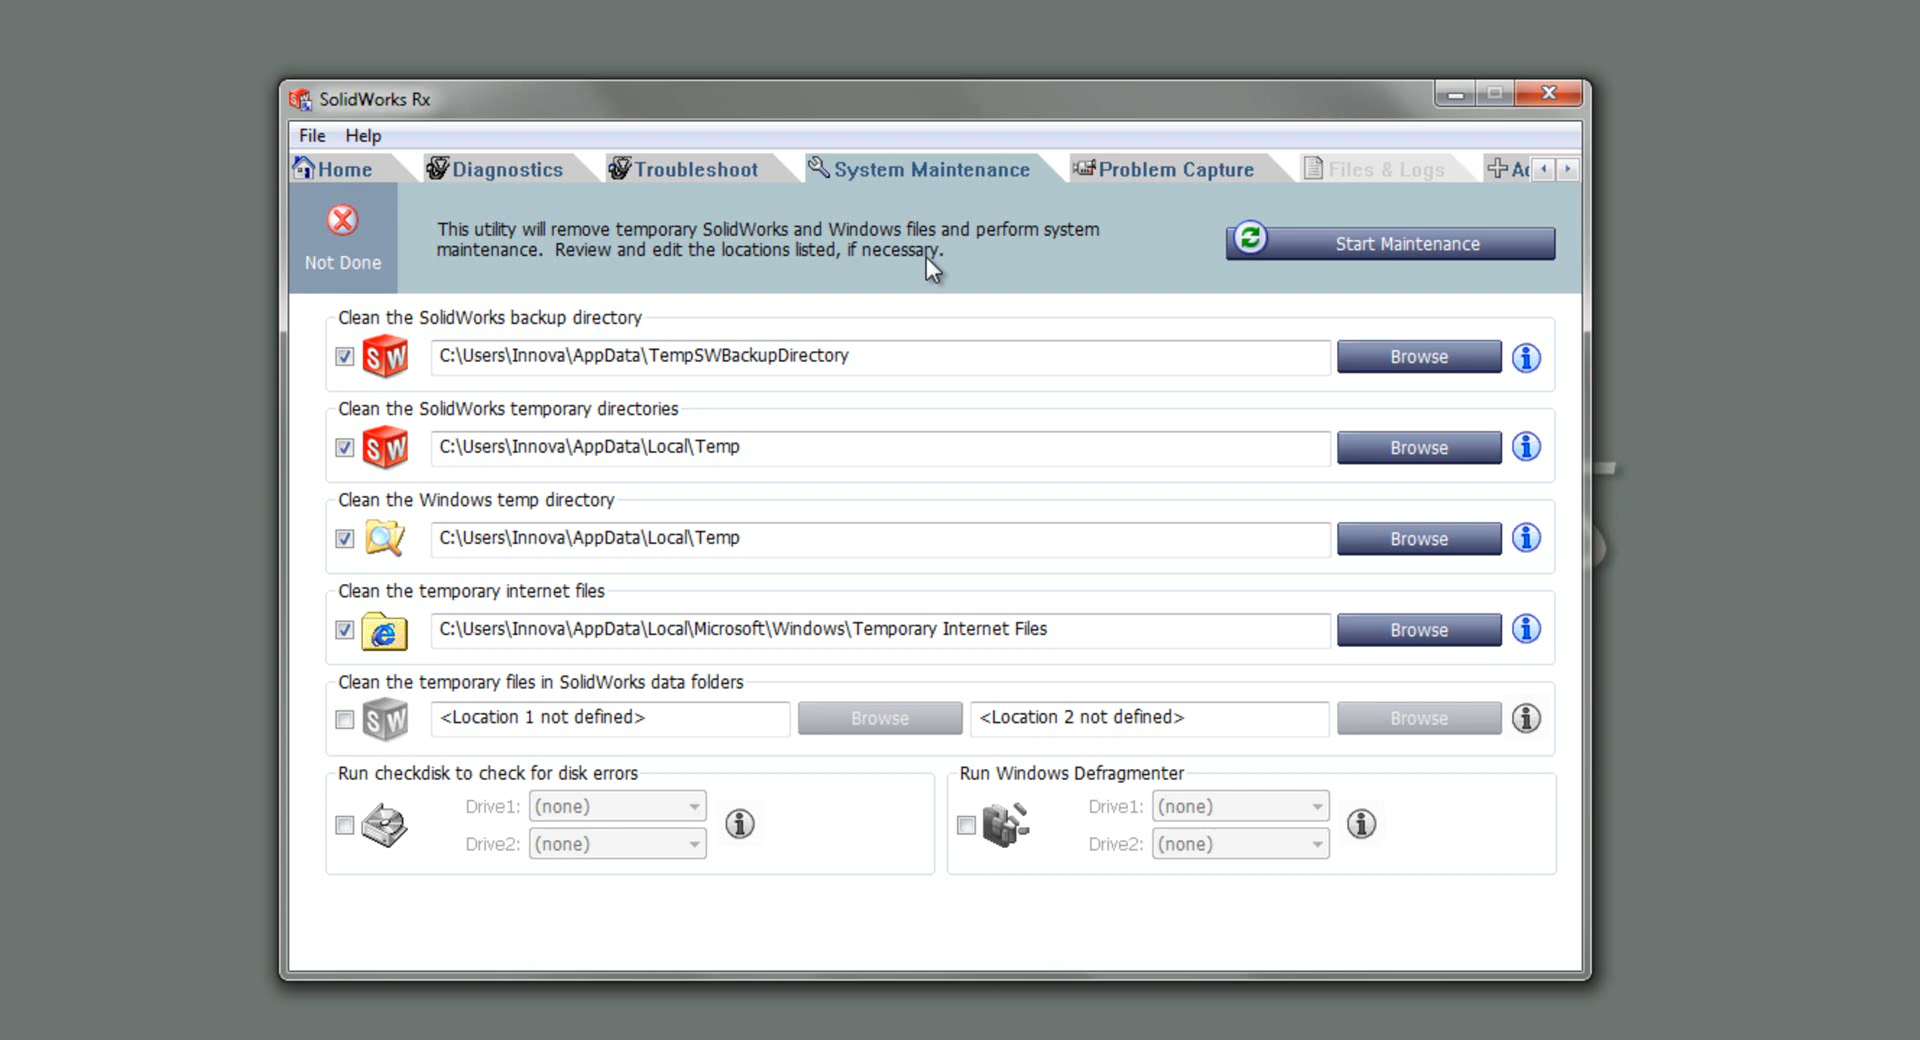 SolidWorks Rx
File Help
Home Diagnostics Troubleshoot System Maintenance Problem Capture Files & Logs
Not Done
This utility will remove temporary SolidWorks and Windows files and perform system
maintenance. Review and edit the locations listed, if necessary.
Start Maintenance
Clean the SolidWorks backup directory
SW C:\Users\Innova\AppData\TempSWBackupDirectory Browse
Clean the SolidWorks temporary directories
SW C:\Users\Innova\AppData\Local\Temp Browse
Clean the Windows temp directory
C:\Users\Innova\AppData\Local\Temp Browse
Clean the temporary internet files
C:\Users\Innova\AppData\Local\Microsoft\Windows\Temporary Internet Files Browse
Clean the temporary files in SolidWorks data folders
SW <Location 1 not defined> Browse <Location 2 not defined> Browse
Run checkdisk to check for disk errors
Drive1: (none)
Drive2: (none)
Run Windows Defragmenter
Drive1: (none)
Drive2: (none)